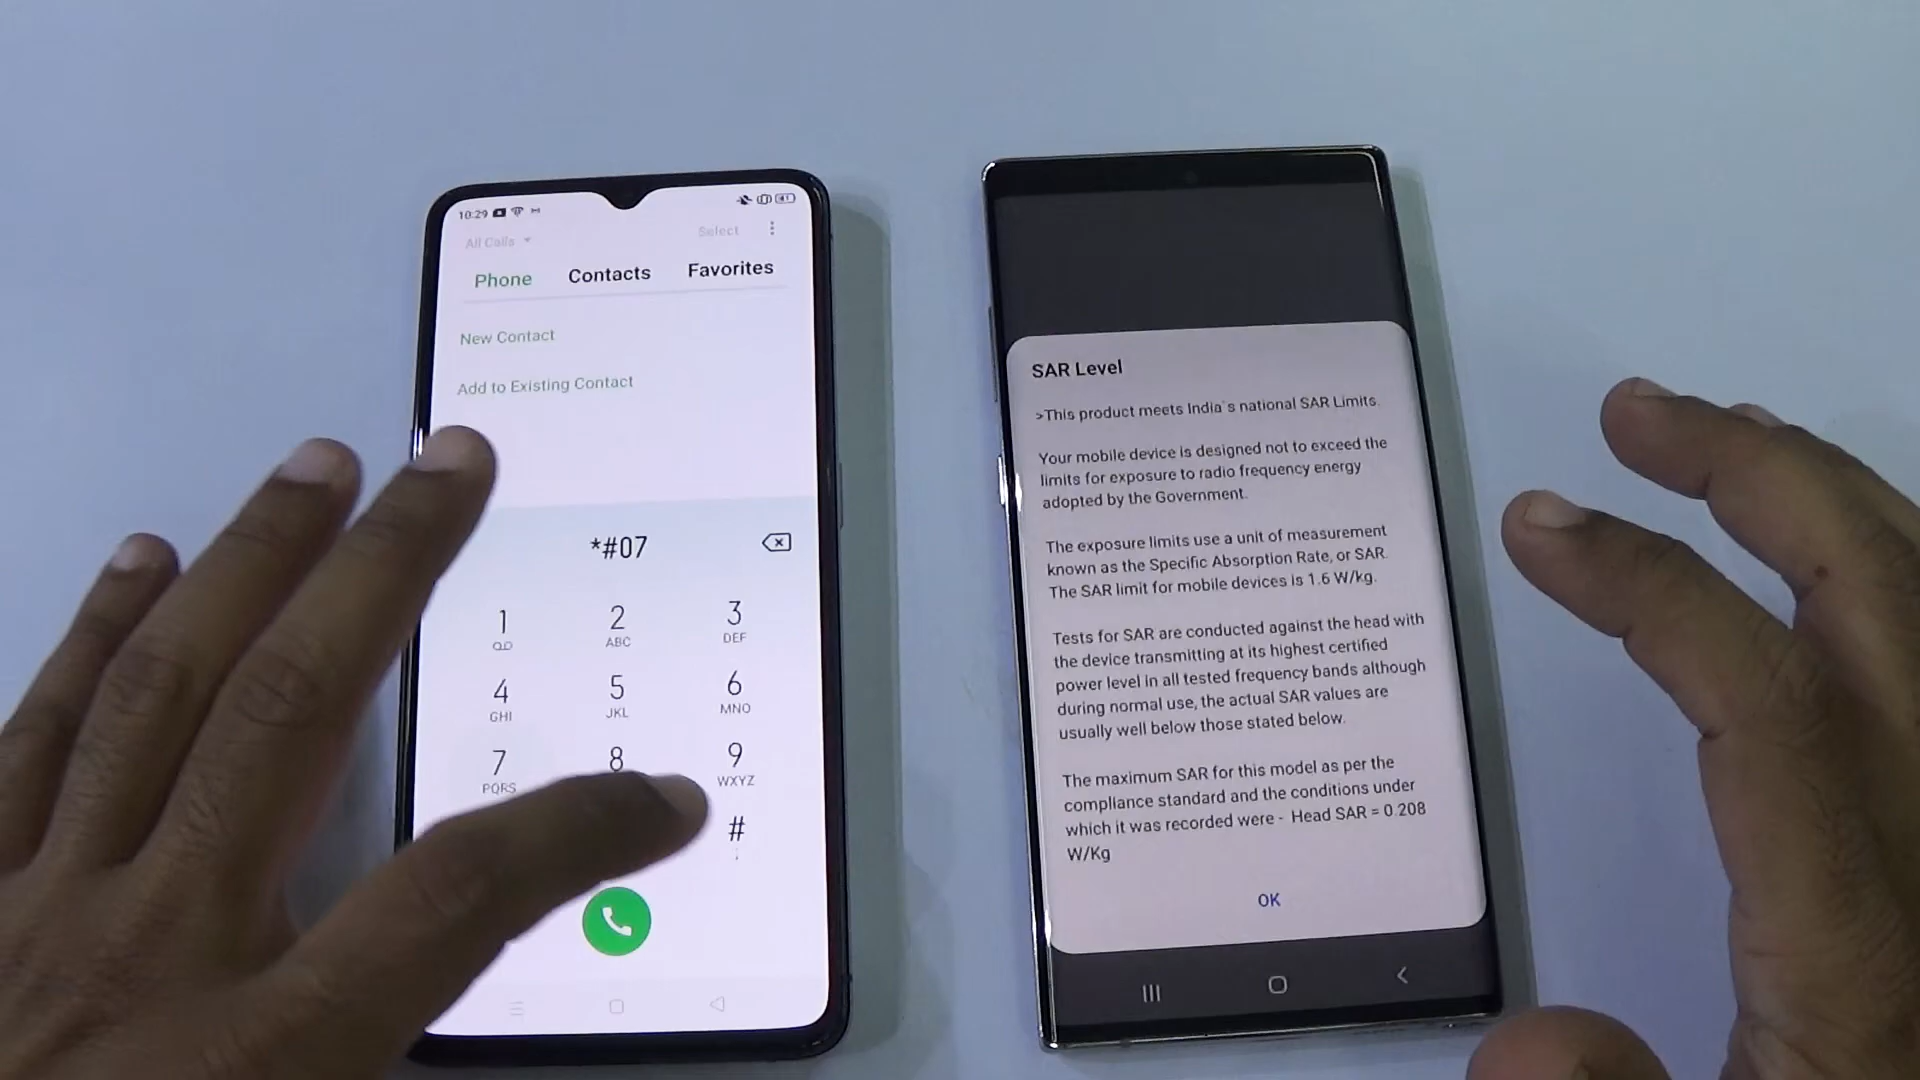 10:29
All Calls
Select
Phone Contacts Favorites
New Contact
Add to Existing Contact
*#07
1 2 3
ABC DEF
4 5 6
GHI JKL MNO
7 8 9
PQRS WXYZ
#
SAR Level
>This product meets India`s national SAR Limits.
Your mobile device is designed not to exceed the
limits for exposure to radio frequency energy
adopted by the Government.
The exposure limits use a unit of measurement
known as the Specific Absorption Rate, or SAR.
The SAR limit for mobile devices is 1.6 W/kg.
Tests for SAR are conducted against the head with
the device transmitting at its highest certified
power level in all tested frequency bands although
during normal use, the actual SAR values are
usually well below those stated below.
The maximum SAR for this model as per the
compliance standard and the conditions under
which it was recorded were - Head SAR = 0.208
W/Kg
OK